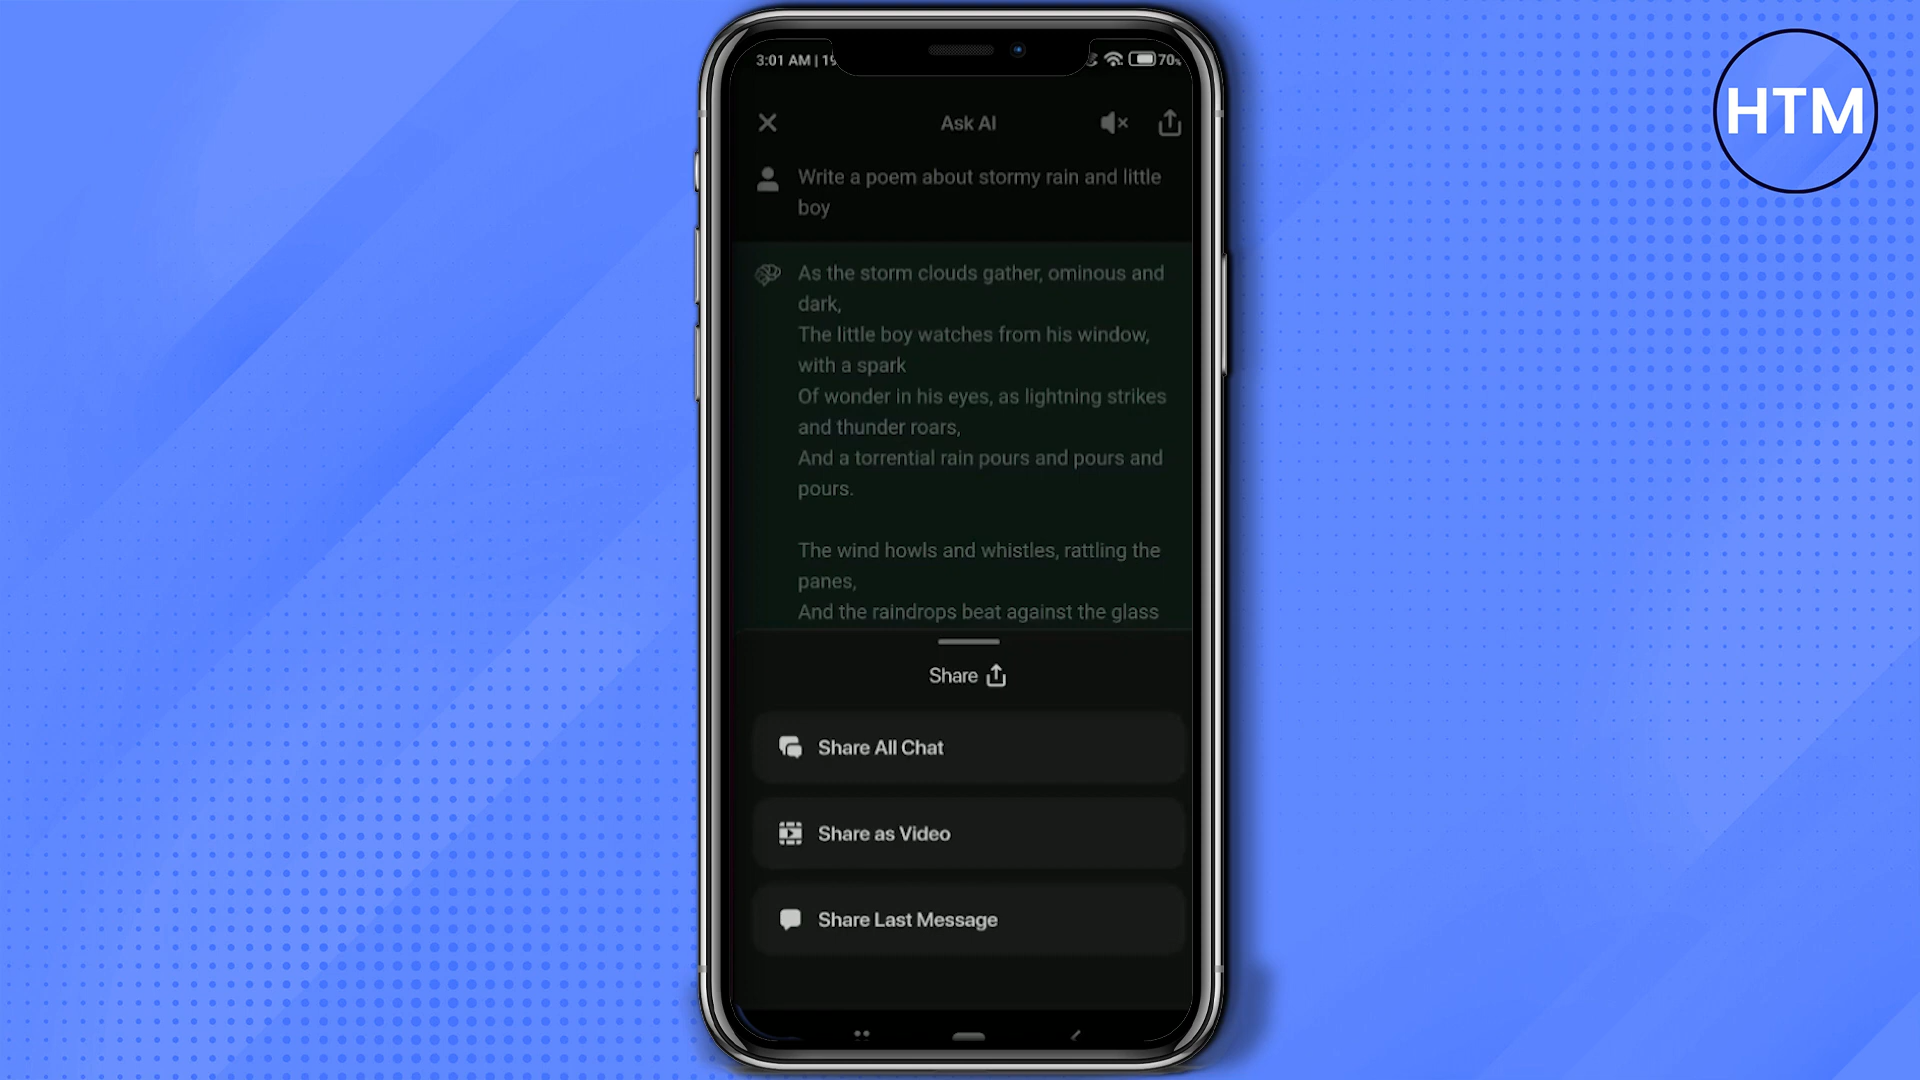 HTM
3:01 AM | 19
70%
Ask AI
Write a poem about stormy rain and little
boy
As the storm clouds gather, ominous and
dark,
The little boy watches from his window,
with a spark
Of wonder in his eyes, as lightning strikes
and thunder roars,
And a torrential rain pours and pours and
pours.
The wind howls and whistles, rattling the
panes,
And the raindrops beat against the glass
Share
Share All Chat
Share as Video
Share Last Message